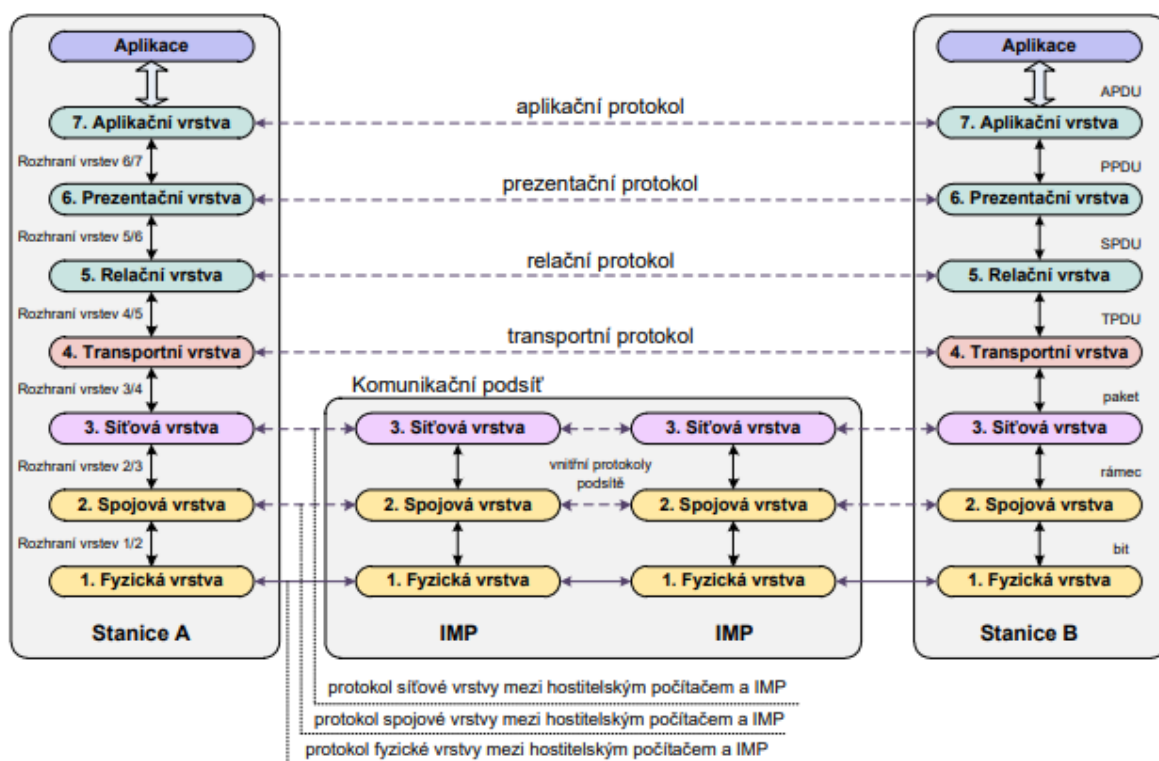 Aplikace
7. Aplikační vrstva
Rozhraní vrstev 6/7
6. Prezentační vrstva
Rozhraní vrstev 5/6
5. Relační vrstva
Rozhraní vrstev 4/5
4. Transportní vrstva
Rozhraní vrstev 3/4
3. Síťová vrstva
Rozhraní vrstev 2/3
2. Spojová vrstva
Rozhraní vrstev 1/2
1. Fyzická vrstva
Stanice A
aplikační protokol
prezentační protokol
relační protokol
transportní protokol
Komunikační podsíť
3. Síťová vrstva
3. Síťová vrstva
vnitřní protokoly
podsítě
2. Spojová vrstva
2. Spojová vrstva
1. Fyzická vrstva
1. Fyzická vrstva
IMP
IMP
Aplikace
APDU
7. Aplikační vrstva
PPDU
6. Prezentační vrstva
SPDU
5. Relační vrstva
TPDU
4. Transportní vrstva
paket
3. Síťová vrstva
rámec
2. Spojová vrstva
bit
1. Fyzická vrstva
Stanice B
protokol síťové vrstvy mezi hostitelským počítačem a IMP
protokol spojové vrstvy mezi hostitelským počítačem a IMP
protokol fyzické vrstvy mezi hostitelským počítačem a IMP